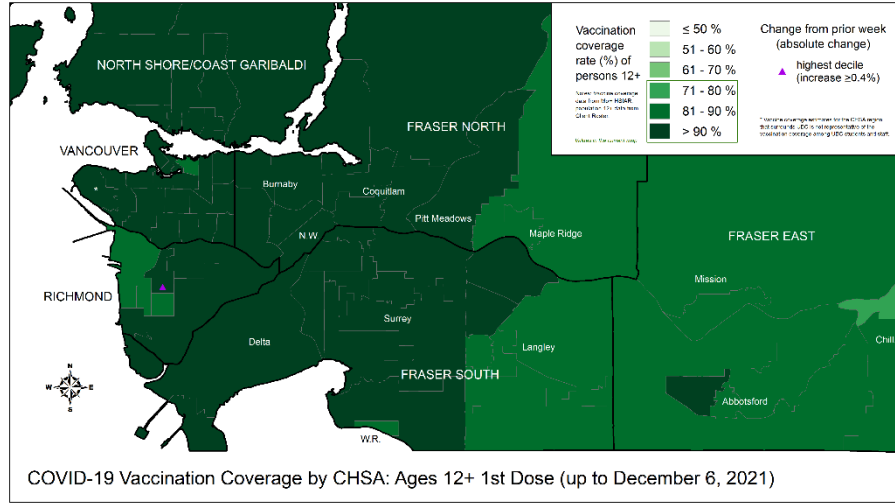 NORTH SHORE/COAST GARIBALDI
VANCOUVER
Burnaby
N.W
Coquitlam
FRASER NORTH
Pitt Meadows
Maple Ridge
FRASER EAST
Mission
RICHMOND
Delta
Surrey
FRASER SOUTH
Langley
Abbotsford
Chill
W.R.
N
W
E
S
Vaccination
coverage
rate (%) of
persons 12+
≤ 50 %
51 - 60 %
61 - 70 %
71 - 80 %
81 - 90 %
> 90 %
Change from prior week
(absolute change)
highest decile
(increase ≥0.4%)
COVID-19 Vaccination Coverage by CHSA: Ages 12+ 1st Dose (up to December 6, 2021)